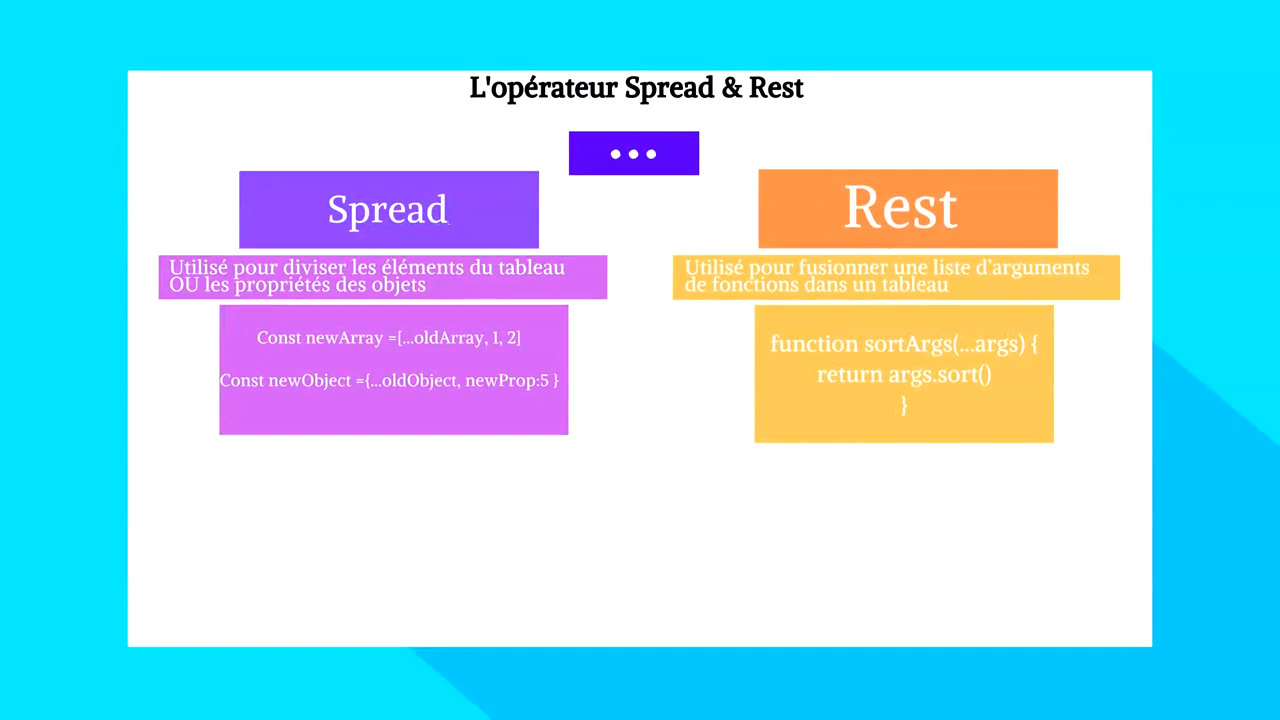 L'opérateur Spread & Rest
...
Spread
Utilisé pour diviser les éléments du tableau
OU les propriétés des objets
Const newArray =[...oldArray, 1, 2]
Const newObject ={...oldObject, newProp:5 }
Rest
Utilisé pour fusionner une liste d’arguments
de fonctions dans un tableau
function sortArgs(...args) {
return args.sort()
}